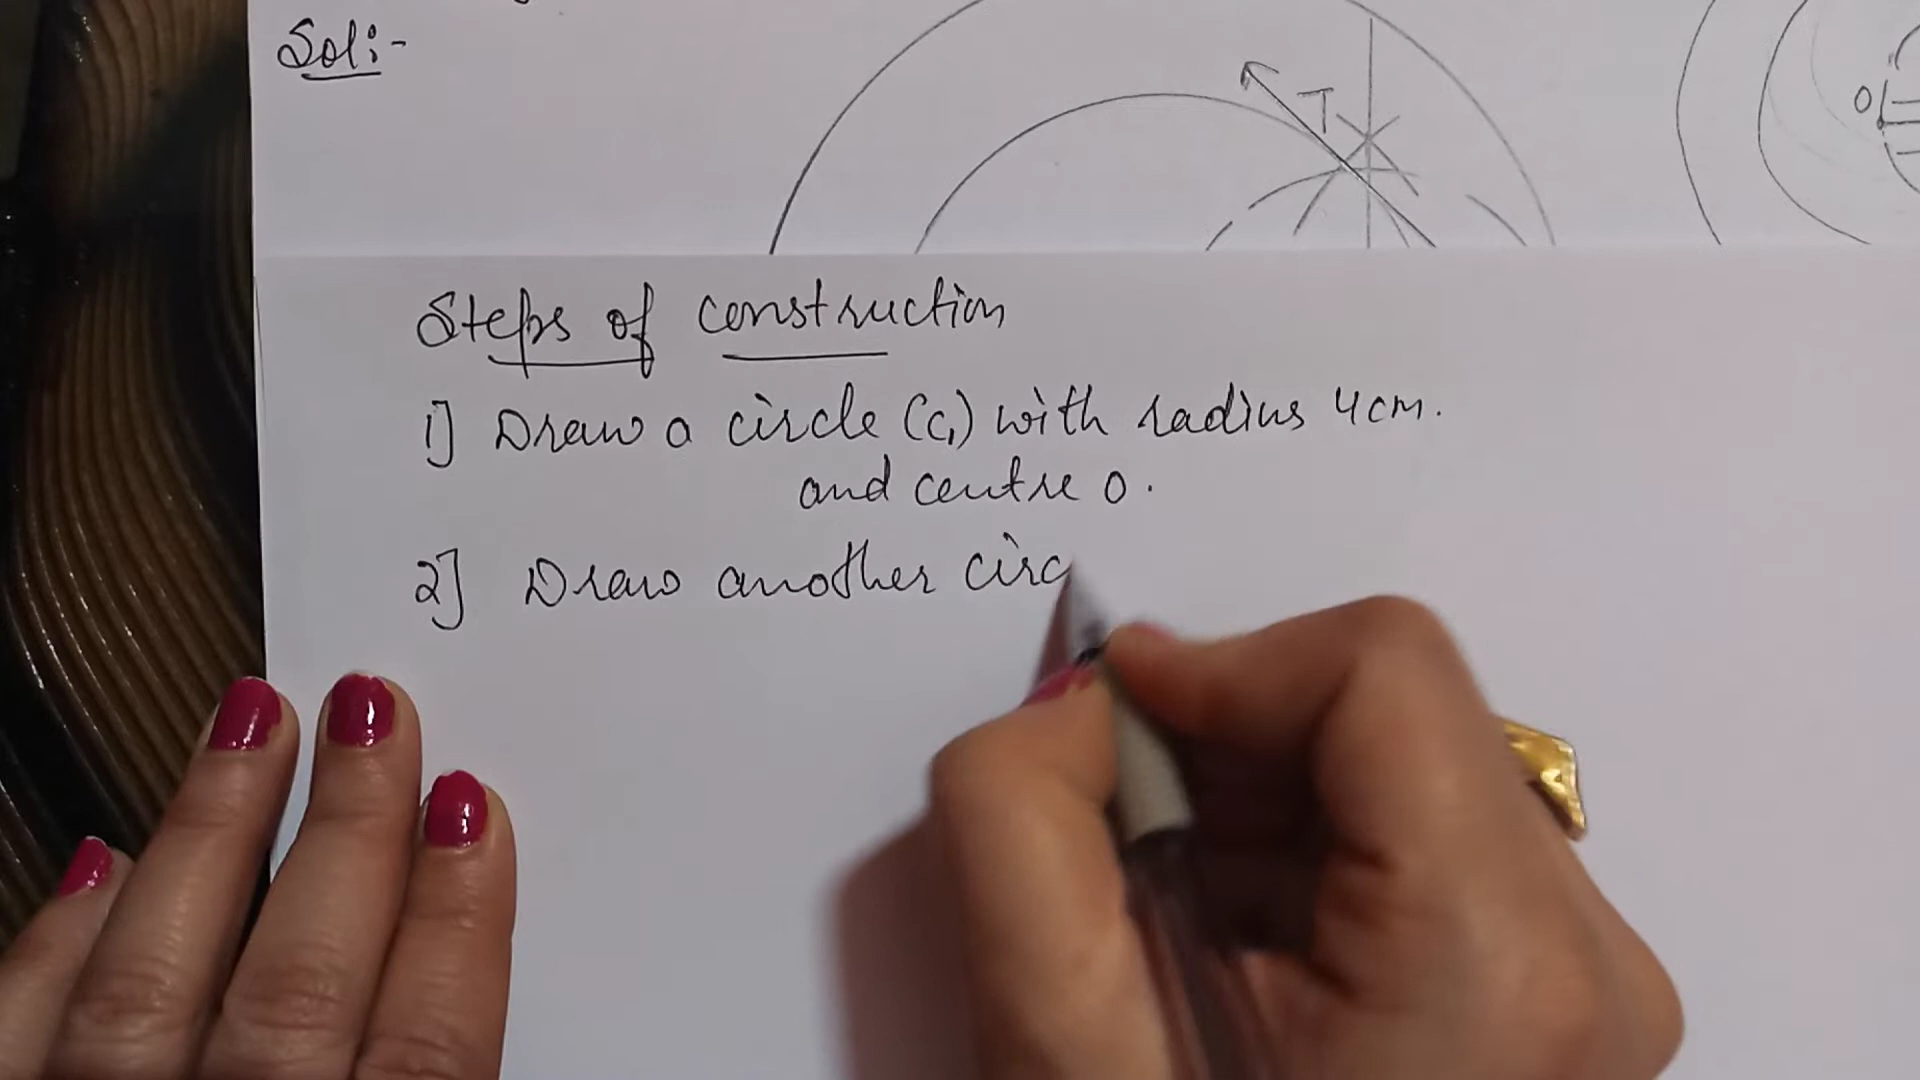 Sol:-
T
O
Steps of construction
1] Draw a circle (C₁) with radius 4cm.
and centre O.
2] Draw another circ